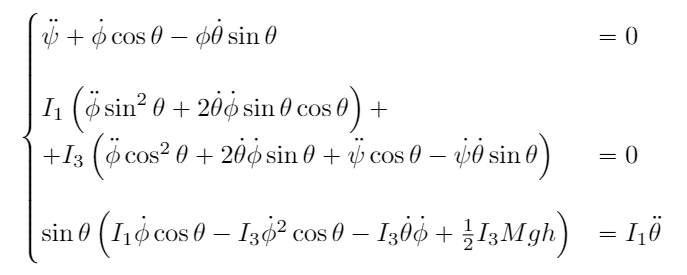 ψ̈ + φ̇ cos θ − φθ̇ sin θ = 0
I₁ (φ̈ sin² θ + 2θ̇φ̇ sin θ cos θ) +
+I₃ (φ̈ cos² θ + 2θ̇φ̇ sin θ + ψ̈ cos θ − ψ̇θ̇ sin θ) = 0
sin θ (I₁φ̇ cos θ − I₃φ̇² cos θ − I₃θ̇φ̇ + ½I₃Mgh) = I₁θ̈